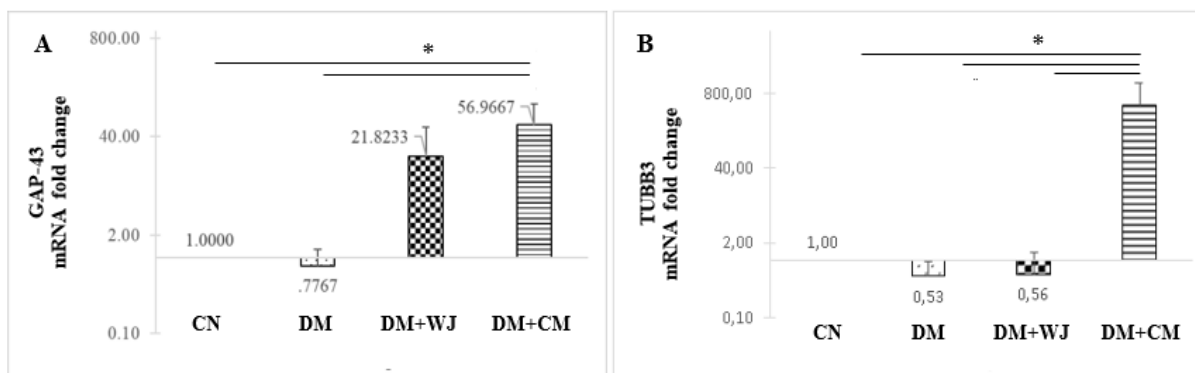 A
*
800.00
40.00
2.00
0.10
GAP-43
mRNA fold change
1.0000
.7767
21.8233
56.9667
CN DM DM+WJ DM+CM
B
*
800,00
40,00
2,00
0,10
TUBB3
mRNA fold change
1,00
0,53
0,56
CN DM DM+WJ DM+CM